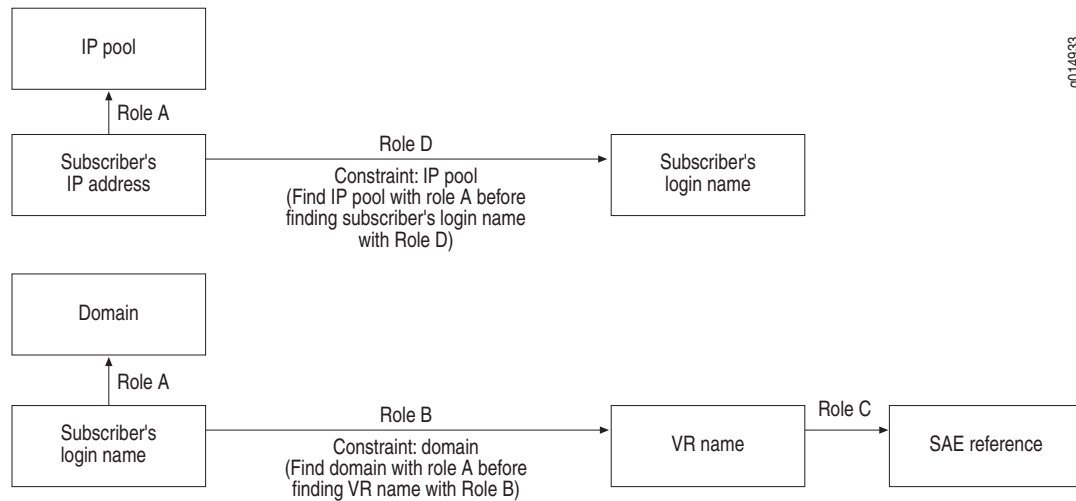 IP pool
Role A
Subscriber's
IP address
Role D
Constraint: IP pool
(Find IP pool with role A before
finding subscriber's login name
with Role D)
Subscriber's
login name
Domain
Role A
Subscriber's
login name
Role B
Constraint: domain
(Find domain with role A before
finding VR name with Role B)
VR name
Role C
SAE reference
g014933